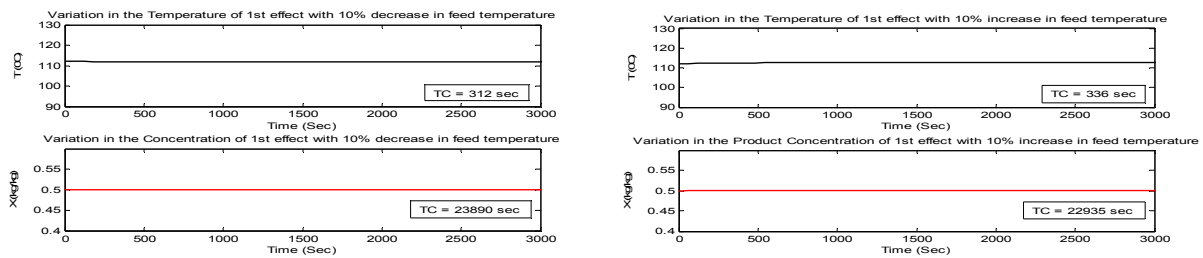 Variation in the Temperature of 1st effect with 10% decrease in feed temperature
130
120
110
100
90
T(0C)
TC = 312 sec
0 500 1000 1500 2000 2500 3000
Time (Sec)
Variation in the Concentration of 1st effect with 10% decrease in feed temperature
0.55
0.5
0.45
0.4
X(kg/kg)
TC = 23890 sec
0 500 1000 1500 2000 2500 3000
Time (Sec)
Variation in the Temperature of 1st effect with 10% increase in feed temperature
130
120
110
100
90
T(0C)
TC = 336 sec
0 500 1000 1500 2000 2500 3000
Time (Sec)
Variation in the Product Concentration of 1st effect with 10% increase in feed temperature
0.55
0.5
0.45
0.4
X(kg/kg)
TC = 22935 sec
0 500 1000 1500 2000 2500 3000
Time (Sec)